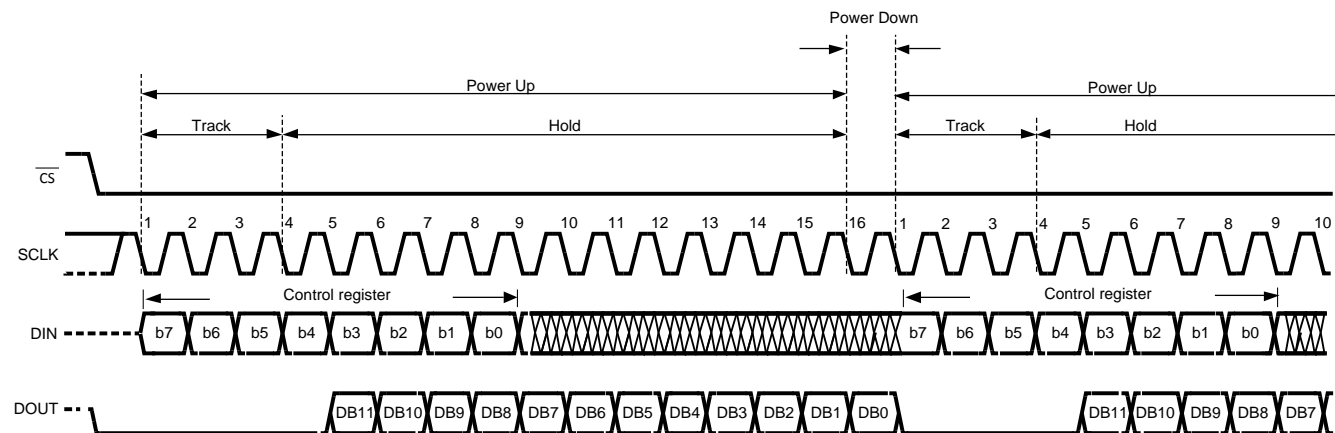 Power Down
Power Up Power Up
Track Hold Track Hold
CS
1 2 3 4 5 6 7 8 9 10 11 12 13 14 15 16 1 2 3 4 5 6 7 8 9 10
SCLK
Control register Control register
DIN b7 b6 b5 b4 b3 b2 b1 b0 b7 b6 b5 b4 b3 b2 b1 b0
DOUT DB11 DB10 DB9 DB8 DB7 DB6 DB5 DB4 DB3 DB2 DB1 DB0 DB11 DB10 DB9 DB8 DB7